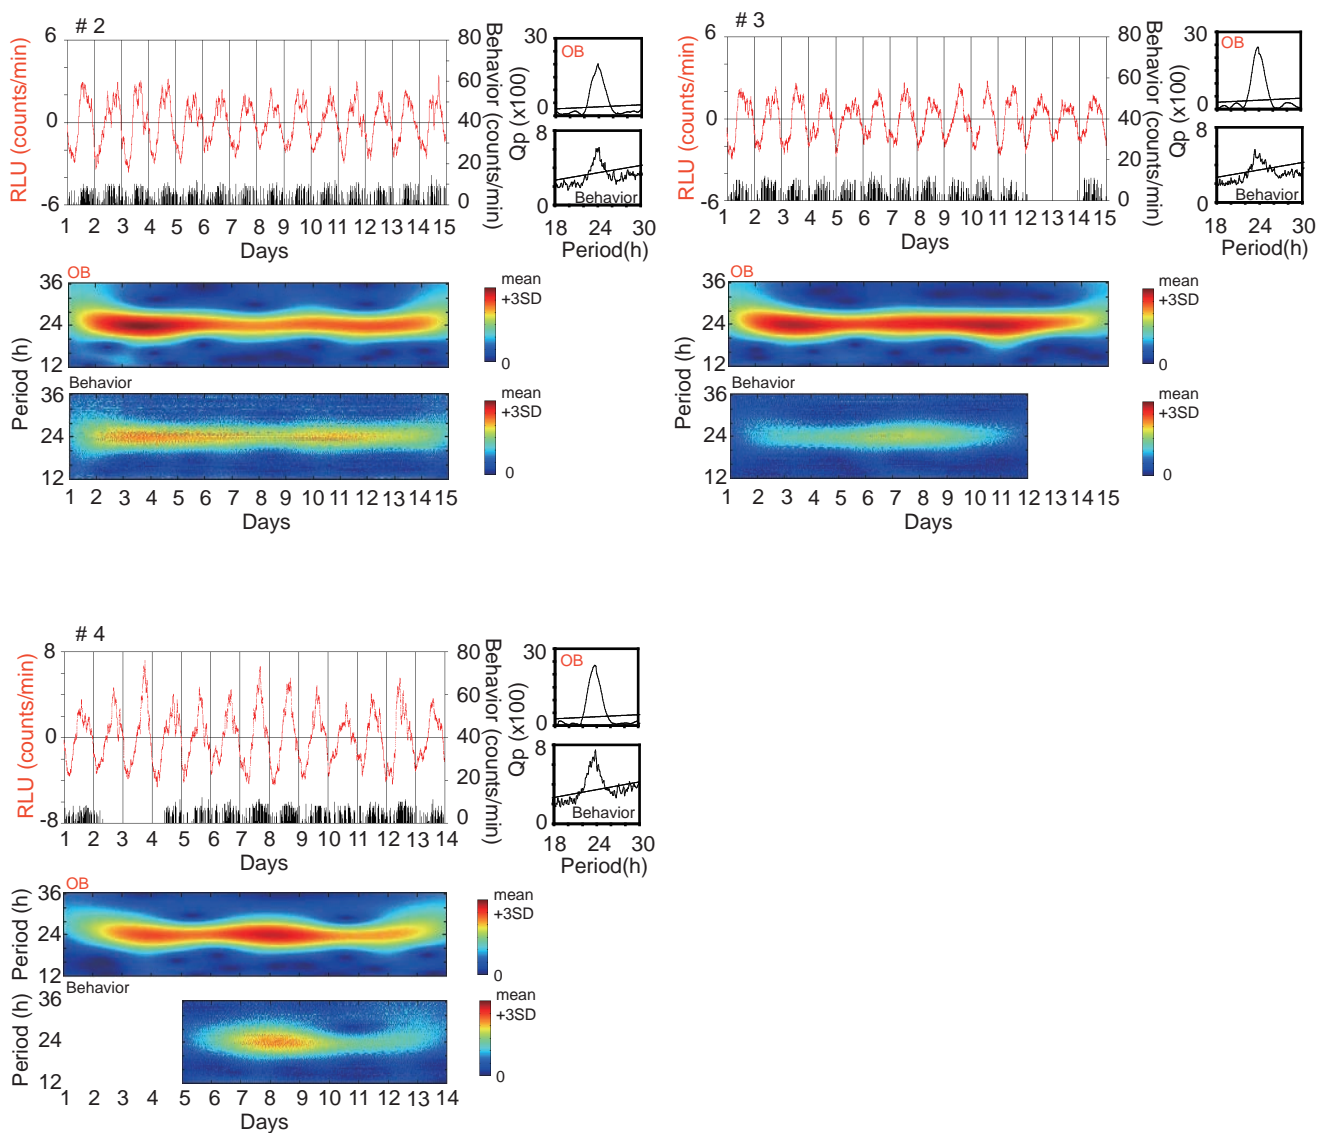 # 2
6
0
-6
RLU (counts/min)
80
60
40
20
0
Behavior (counts/min)
1 2 3 4 5 6 7 8 9 10 11 12 13 14 15
Days
30
OB
0
Qp (x100)
8
0
Behavior
18 24 30
Period(h)
OB
36
24
12
mean
+3SD
0
Period (h)
Behavior
36
24
12
mean
+3SD
0
1 2 3 4 5 6 7 8 9 10 11 12 13 14 15
Days
# 3
6
0
-6
RLU (counts/min)
80
60
40
20
0
Behavior (counts/min)
1 2 3 4 5 6 7 8 9 10 11 12 13 14 15
Days
30
OB
0
Qp (x100)
8
0
Behavior
18 24 30
Period(h)
OB
36
24
12
mean
+3SD
0
Period (h)
Behavior
36
24
12
mean
+3SD
0
1 2 3 4 5 6 7 8 9 10 11 12 13 14 15
Days
# 4
8
0
-8
RLU (counts/min)
80
60
40
20
0
Behavior (counts/min)
1 2 3 4 5 6 7 8 9 10 11 12 13 14
Days
30
OB
0
Qp (x100)
8
0
Behavior
18 24 30
Period(h)
OB
36
24
12
Period (h)
mean
+3SD
0
Behavior
36
24
12
Period (h)
mean
+3SD
0
1 2 3 4 5 6 7 8 9 10 11 12 13 14
Days